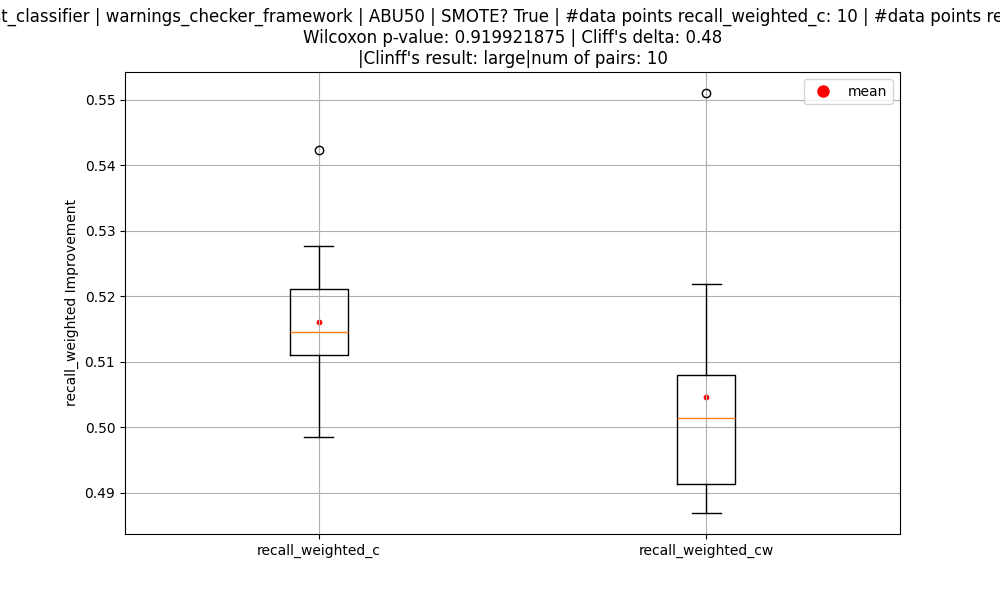 t_classifier | warnings_checker_framework | ABU50 | SMOTE? True | #data points recall_weighted_c: 10 | #data points re
Wilcoxon p-value: 0.919921875 | Cliff's delta: 0.48
|Clinff's result: large|num of pairs: 10
mean
0.55
0.54
0.53
0.52
0.51
0.50
0.49
recall_weighted Improvement
recall_weighted_c
recall_weighted_cw